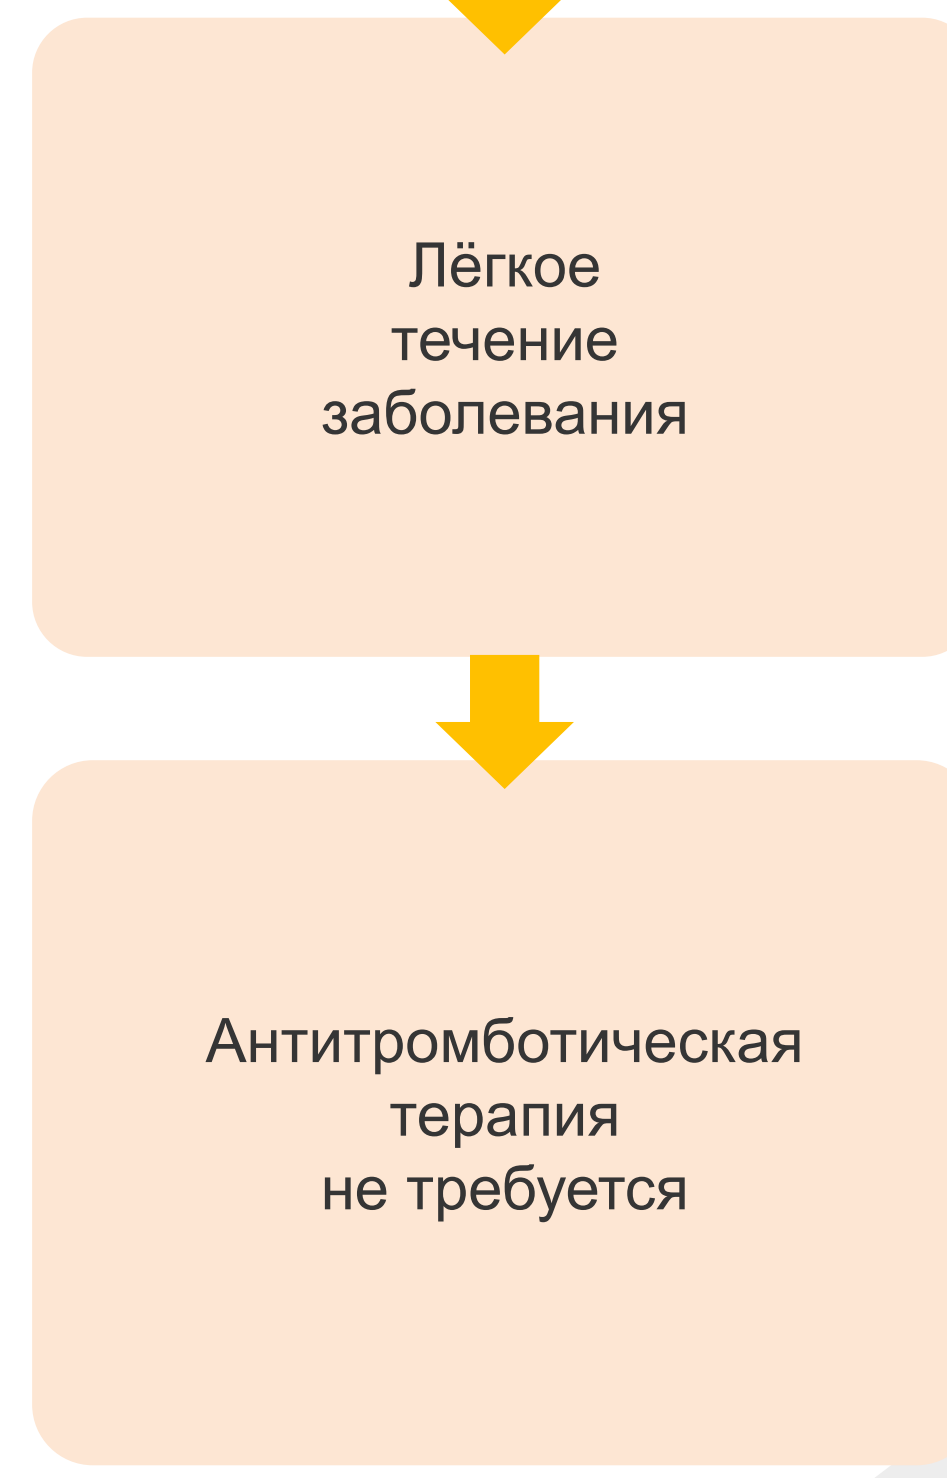 Лёгкое
течение
заболевания
Антитромботическая
терапия
не требуется